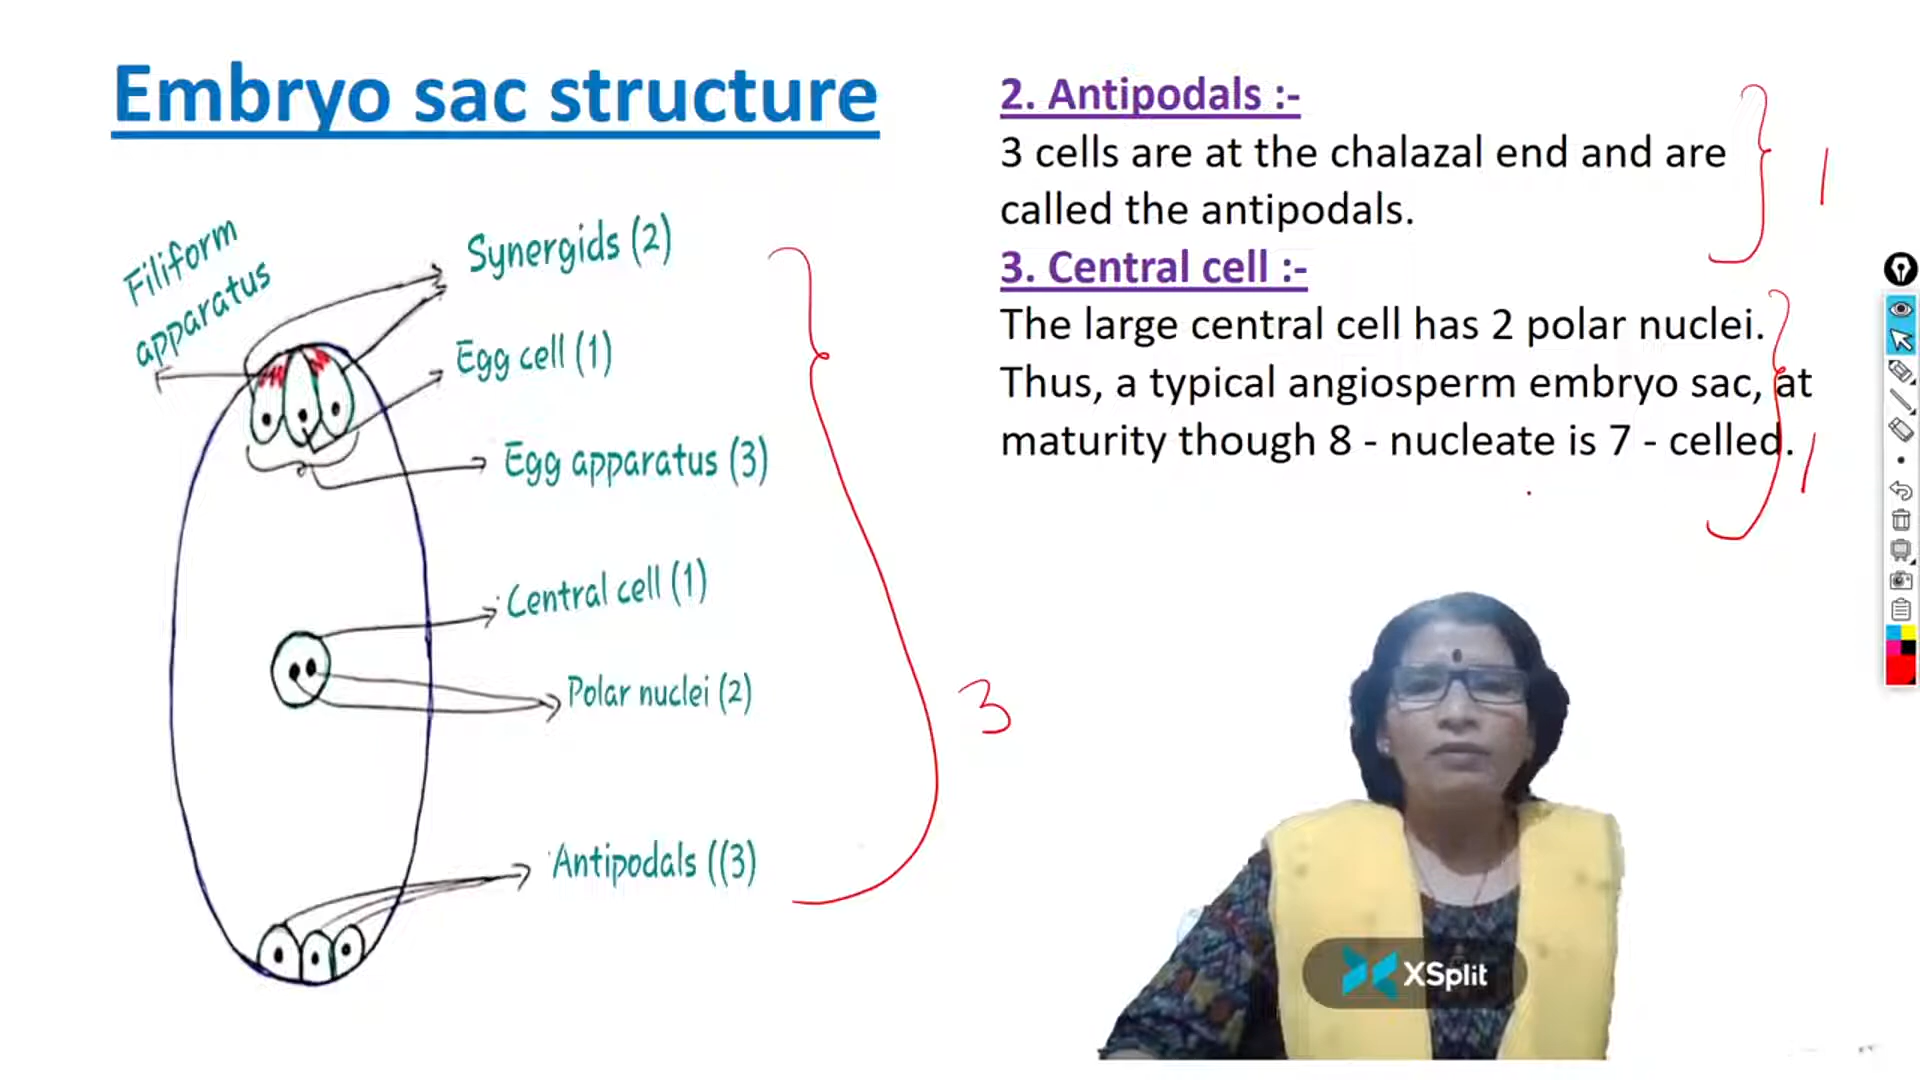 Embryo sac structure
Filiform
apparatus
Synergids (2)
Egg cell (1)
Egg apparatus (3)
Central cell (1)
Polar nuclei (2)
Antipodals ((3)
3
2. Antipodals :-
3 cells are at the chalazal end and are
called the antipodals.
1
3. Central cell :-
The large central cell has 2 polar nuclei.
Thus, a typical angiosperm embryo sac, at
maturity though 8 - nucleate is 7 - celled.
1
XSplit